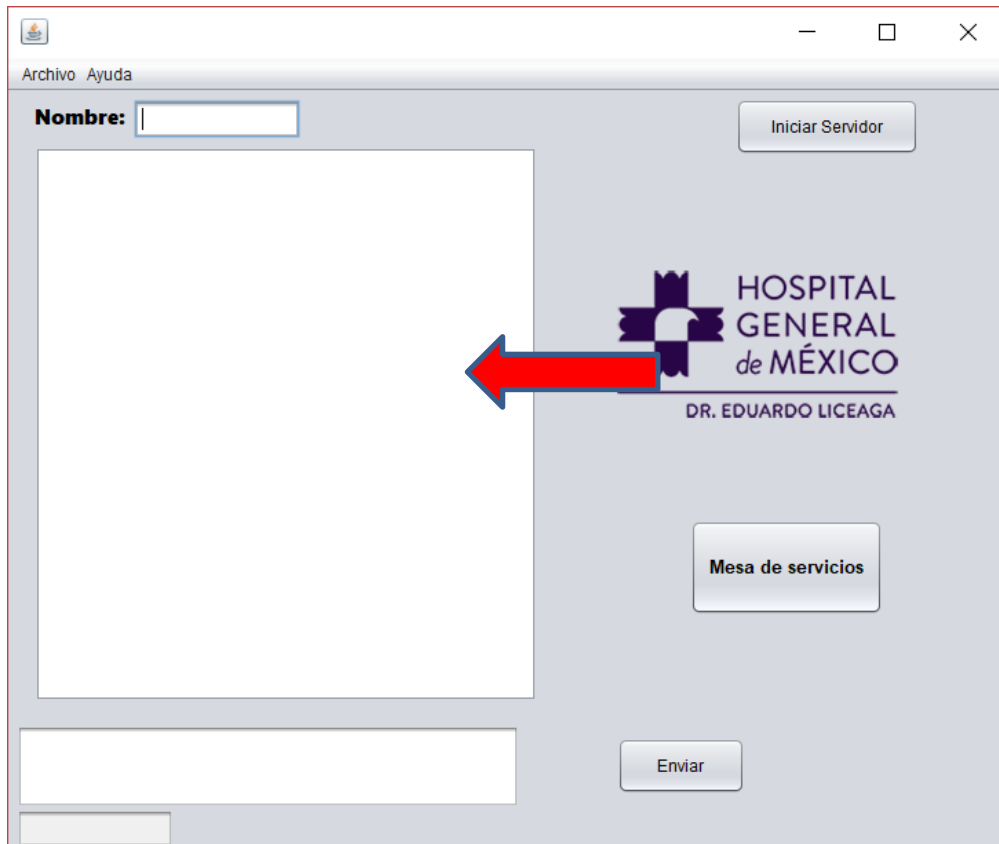 Archivo Ayuda
Nombre:
Iniciar Servidor
HOSPITAL
GENERAL
de MÉXICO
DR. EDUARDO LICEAGA
Mesa de servicios
Enviar